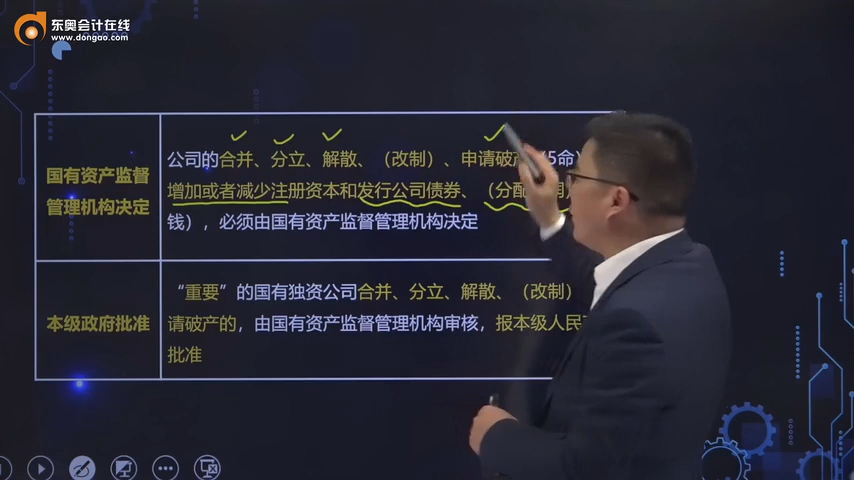 东奥会计在线
www.dongao.com
国有资产监督
管理机构决定
公司的合并、分立、解散、（改制）、申请破产（5命
增加或者减少注册资本和发行公司债券、（分配
钱），必须由国有资产监督管理机构决定
本级政府批准
“重要”的国有独资公司合并、分立、解散、（改制）
请破产的，由国有资产监督管理机构审核，报本级人民
批准